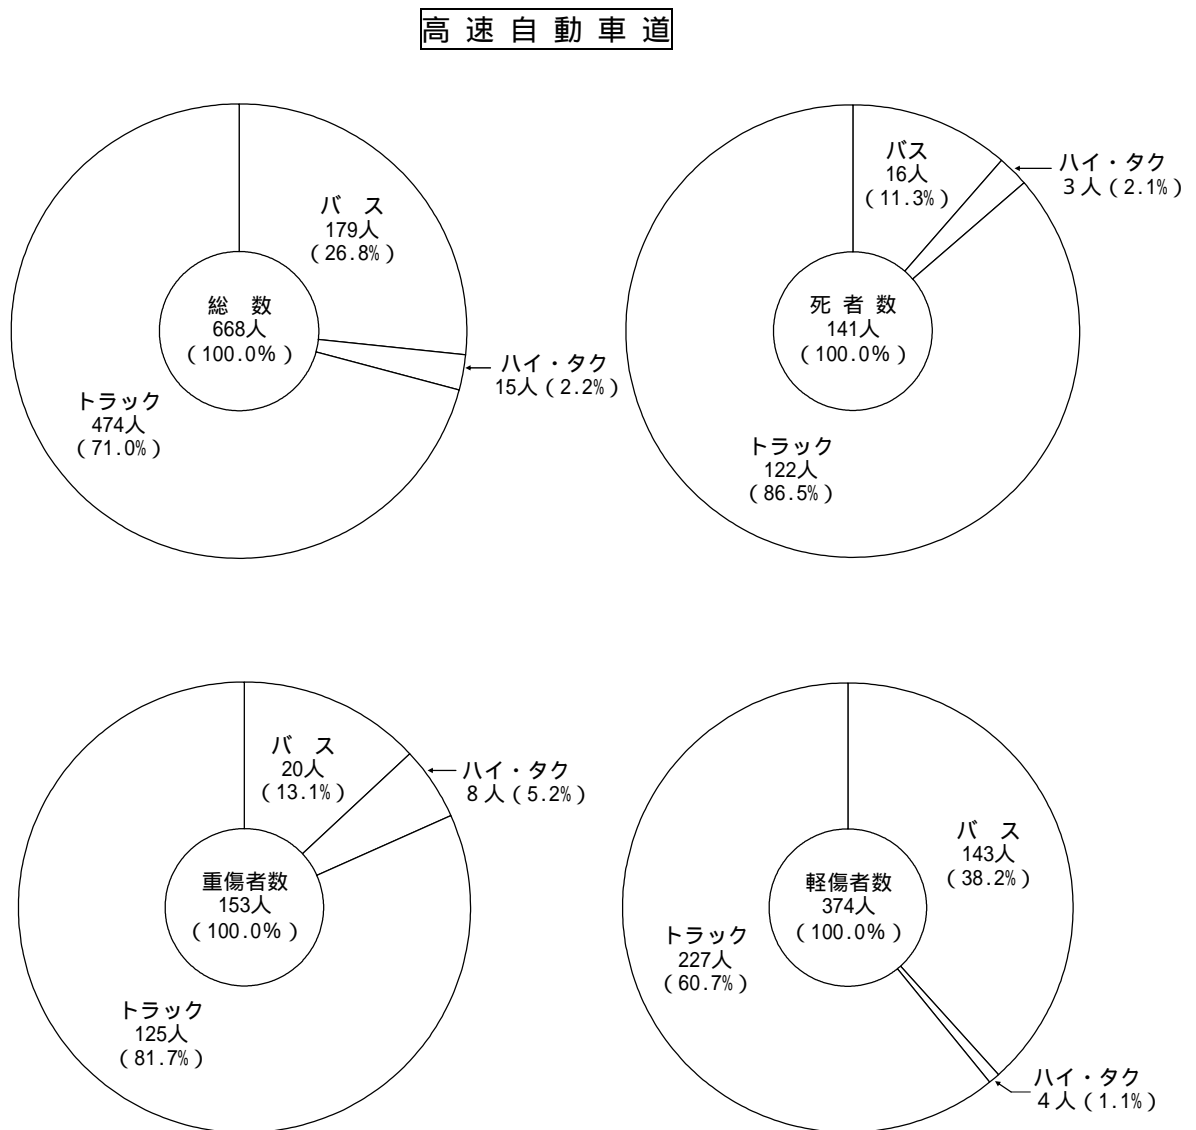 高速自動車道
バ ス
179人
(26.8%)
総 数
668人
(100.0%)
ハイ・タク
15人(2.2%)
トラック
474人
(71.0%)
バス
16人
(11.3%)
ハイ・タク
3人(2.1%)
死者数
141人
(100.0%)
トラック
122人
(86.5%)
バ ス
20人
(13.1%)
ハイ・タク
8人(5.2%)
重傷者数
153人
(100.0%)
トラック
125人
(81.7%)
バ ス
143人
(38.2%)
軽傷者数
374人
(100.0%)
トラック
227人
(60.7%)
ハイ・タク
4人(1.1%)